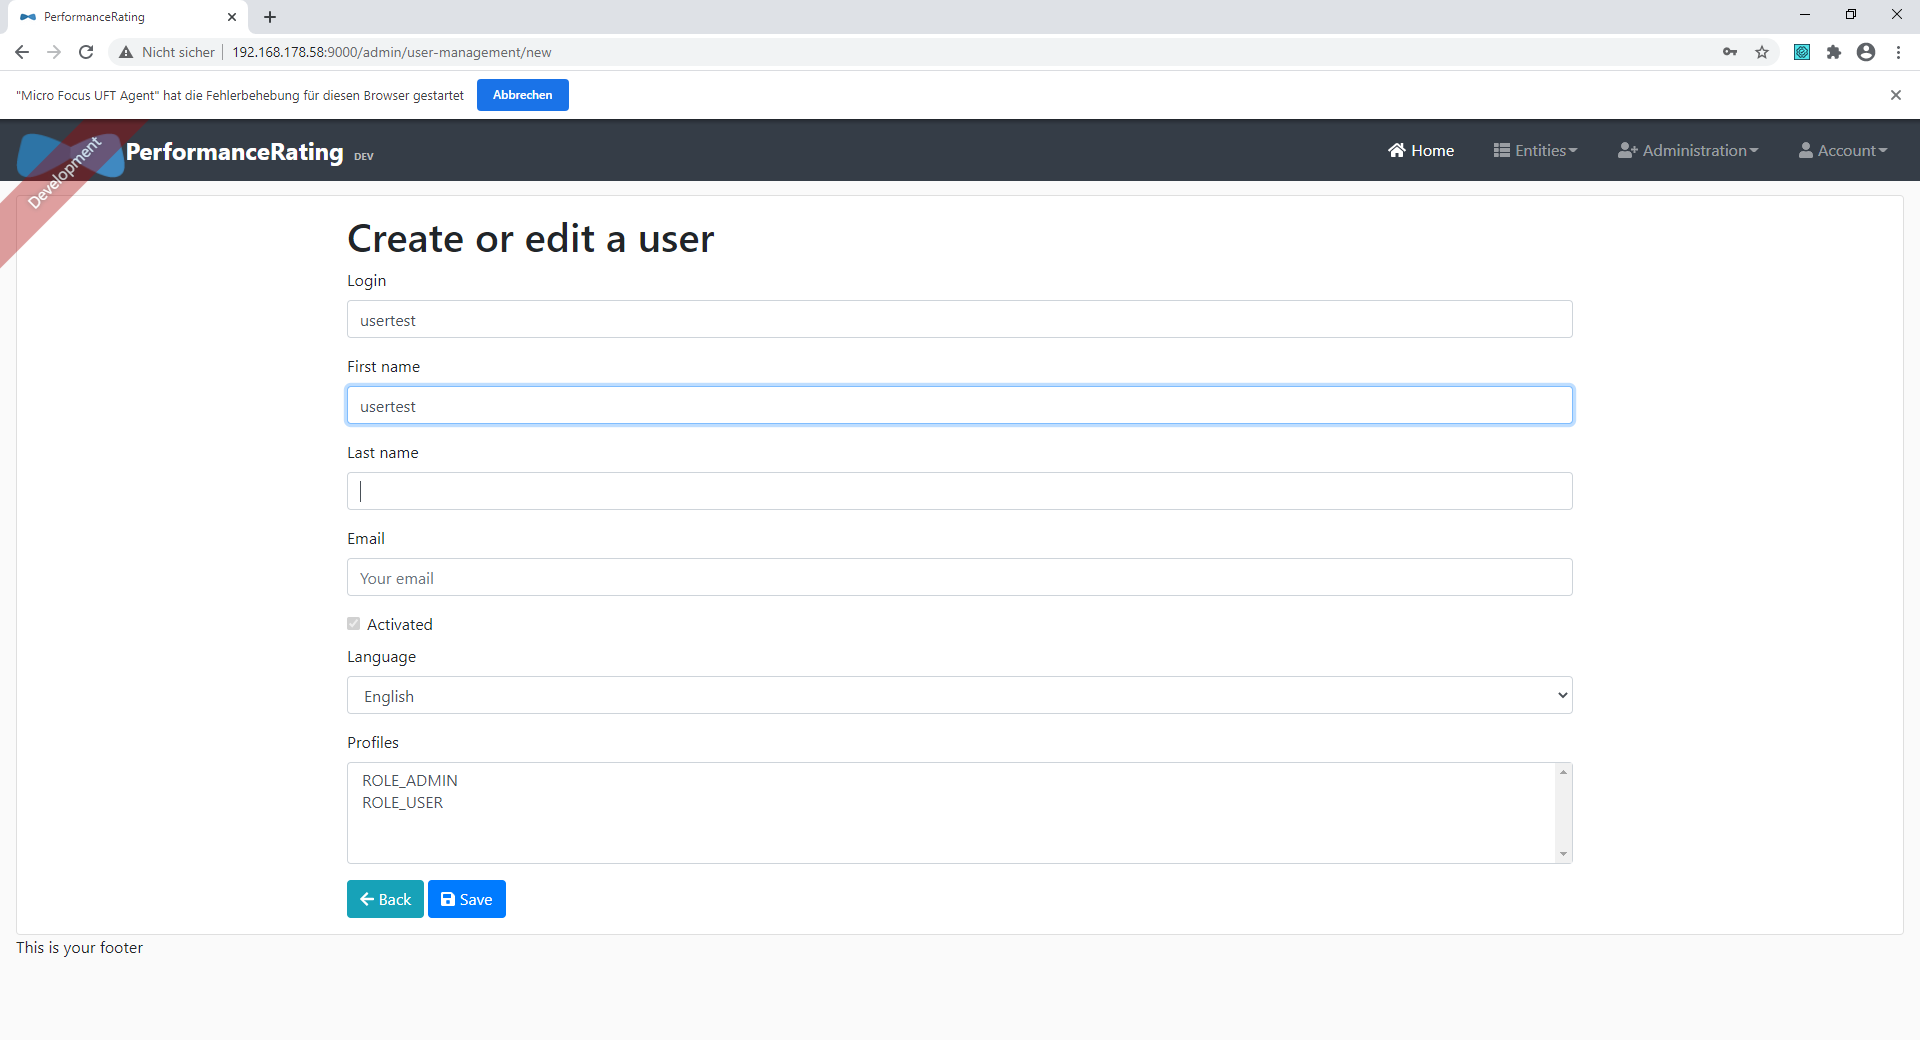 PerformanceRating
Nicht sicher 192.168.178.58:9000/admin/user-management/new
"Micro Focus UFT Agent" hat die Fehlerbehebung für diesen Browser gestartet Abbrechen
Development
PerformanceRating DEV Home Entities Administration Account
Create or edit a user
Login
usertest
First name
usertest
Last name
Email
Your email
Activated
Language
English
Profiles
ROLE_ADMIN
ROLE_USER
Back Save
This is your footer